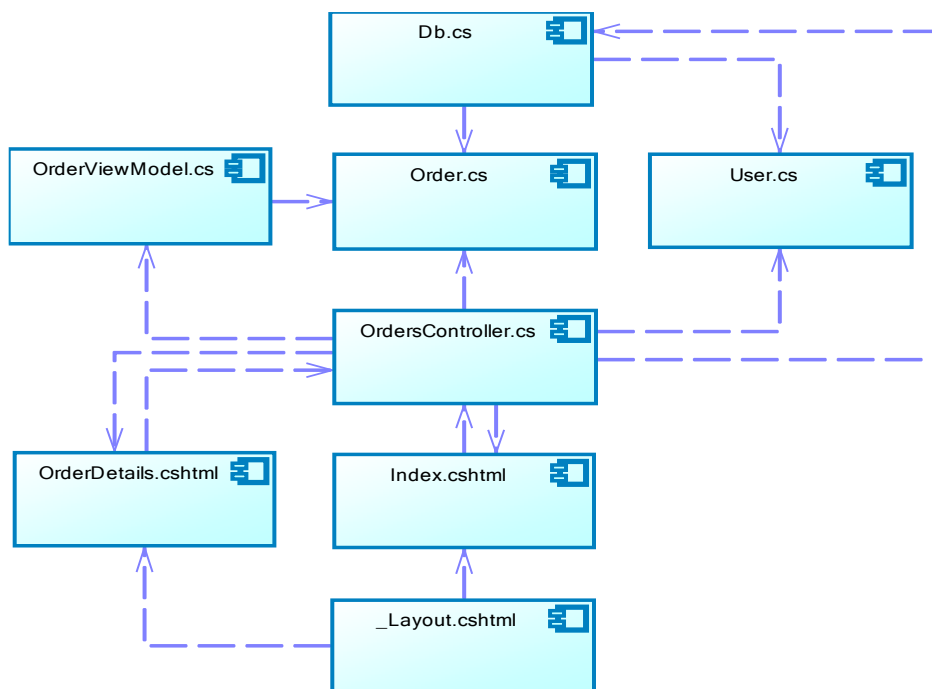 Db.cs
OrderViewModel.cs
Order.cs
User.cs
OrdersController.cs
OrderDetails.cshtml
Index.cshtml
_Layout.cshtml